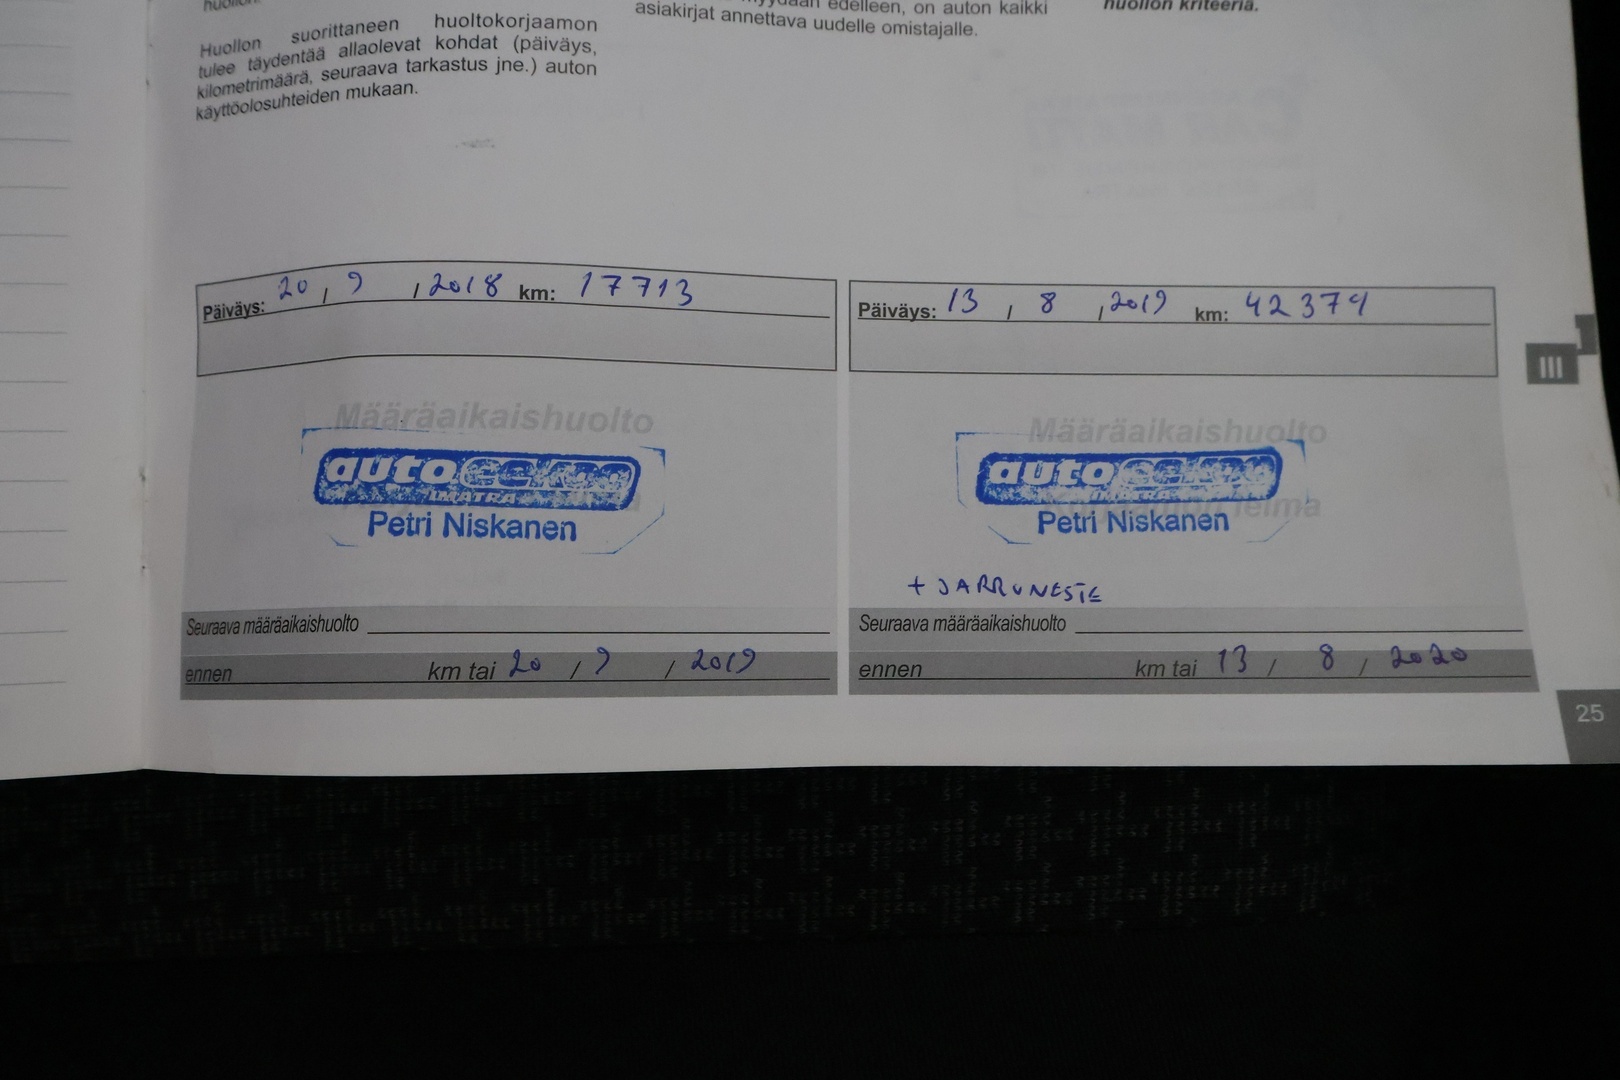 Huollon suorittaneen huoltokorjaamon
tulee täydentää allaolevat kohdat (päiväys,
kilometrimäärä, seuraava tarkastus jne.) auton
käyttöolosuhteiden mukaan.
edelleen, on auton kaikki
asiakirjat annettava uudelle omistajalle.
huollon kriteeria.
Päiväys: 20 / 9 / 2018 km: 17713
Määräaikaishuolto
auto
IMATRA
Petri Niskanen
Seuraava määräaikaishuolto
ennen km tai 20 / 9 / 2019
Päiväys: 13 / 8 / 2019 km: 42379
Määräaikaishuolto
auto
IMATRA
Korjaamon leima
Petri Niskanen
+ JARRUNESTE
Seuraava määräaikaishuolto
ennen km tai 13 / 8 / 2020
III
25